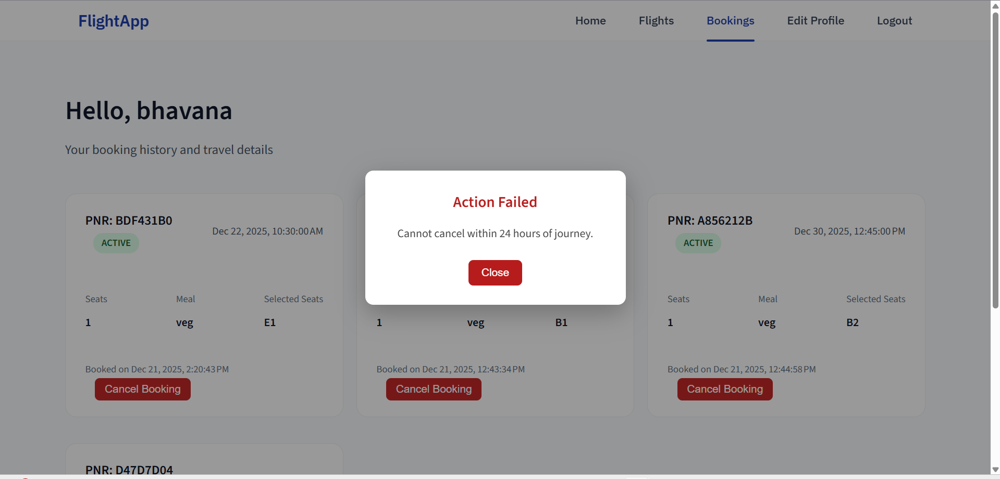 FlightApp
Home Flights Bookings Edit Profile Logout
Hello, bhavana
Your booking history and travel details
Action Failed
Cannot cancel within 24 hours of journey.
Close
PNR: BDF431B0
Dec 22, 2025, 10:30:00 AM
ACTIVE
Seats Meal Selected Seats
1 veg E1
Booked on Dec 21, 2025, 2:20:43 PM
Cancel Booking
1 veg B1
Booked on Dec 21, 2025, 12:43:34 PM
Cancel Booking
PNR: A856212B
Dec 30, 2025, 12:45:00 PM
ACTIVE
Seats Meal Selected Seats
1 veg B2
Booked on Dec 21, 2025, 12:44:58 PM
Cancel Booking
PNR: D47D7D04